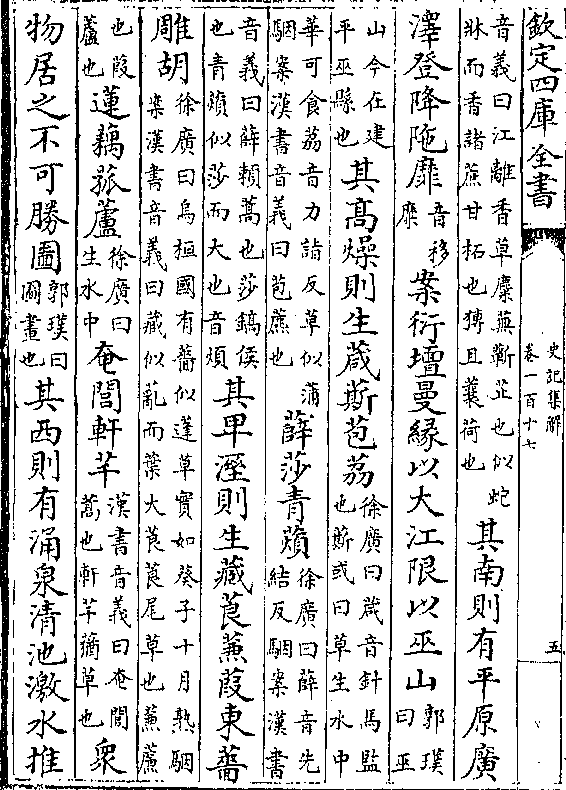 欽定四庫全書
史記集解
卷一百十七
五
音義曰江離香草麋蕪蘄芷也似蛇
牀而香諸蔗甘柘也猼且蘘荷也
其南則有平原廣
澤登降陁靡
音移
糜
案衍壇曼緣以大江限以巫山
郭璞
曰巫
山今在建
平巫縣也
其高燥則生葴斯苞荔
徐廣曰葴音針馬監
也蘄或曰草生水中
華可食荔音力詣反草似蒲
駰案漢書音義曰苞藨也
薛莎青薠
徐廣曰薛音先
結反駰案漢書
音義曰薛賴蒿也莎鎬侯
也青薠似莎而大也音煩
其卑溼則生藏莨蒹葭東薔
雕胡
徐廣曰烏桓國有薔似蓬草實如葵子十月熟駰
案漢書音義曰藏似亂而葉大莨莨尾草也蒹薕
也葭
蘆也
蓮藕菰蘆
徐廣曰
生水中
奄閭軒芊
漢書音義曰奄閭
蒿也軒芊蕕草也
衆
物居之不可勝圖
郭璞曰
圖畫也
其西則有涌泉清池激水推